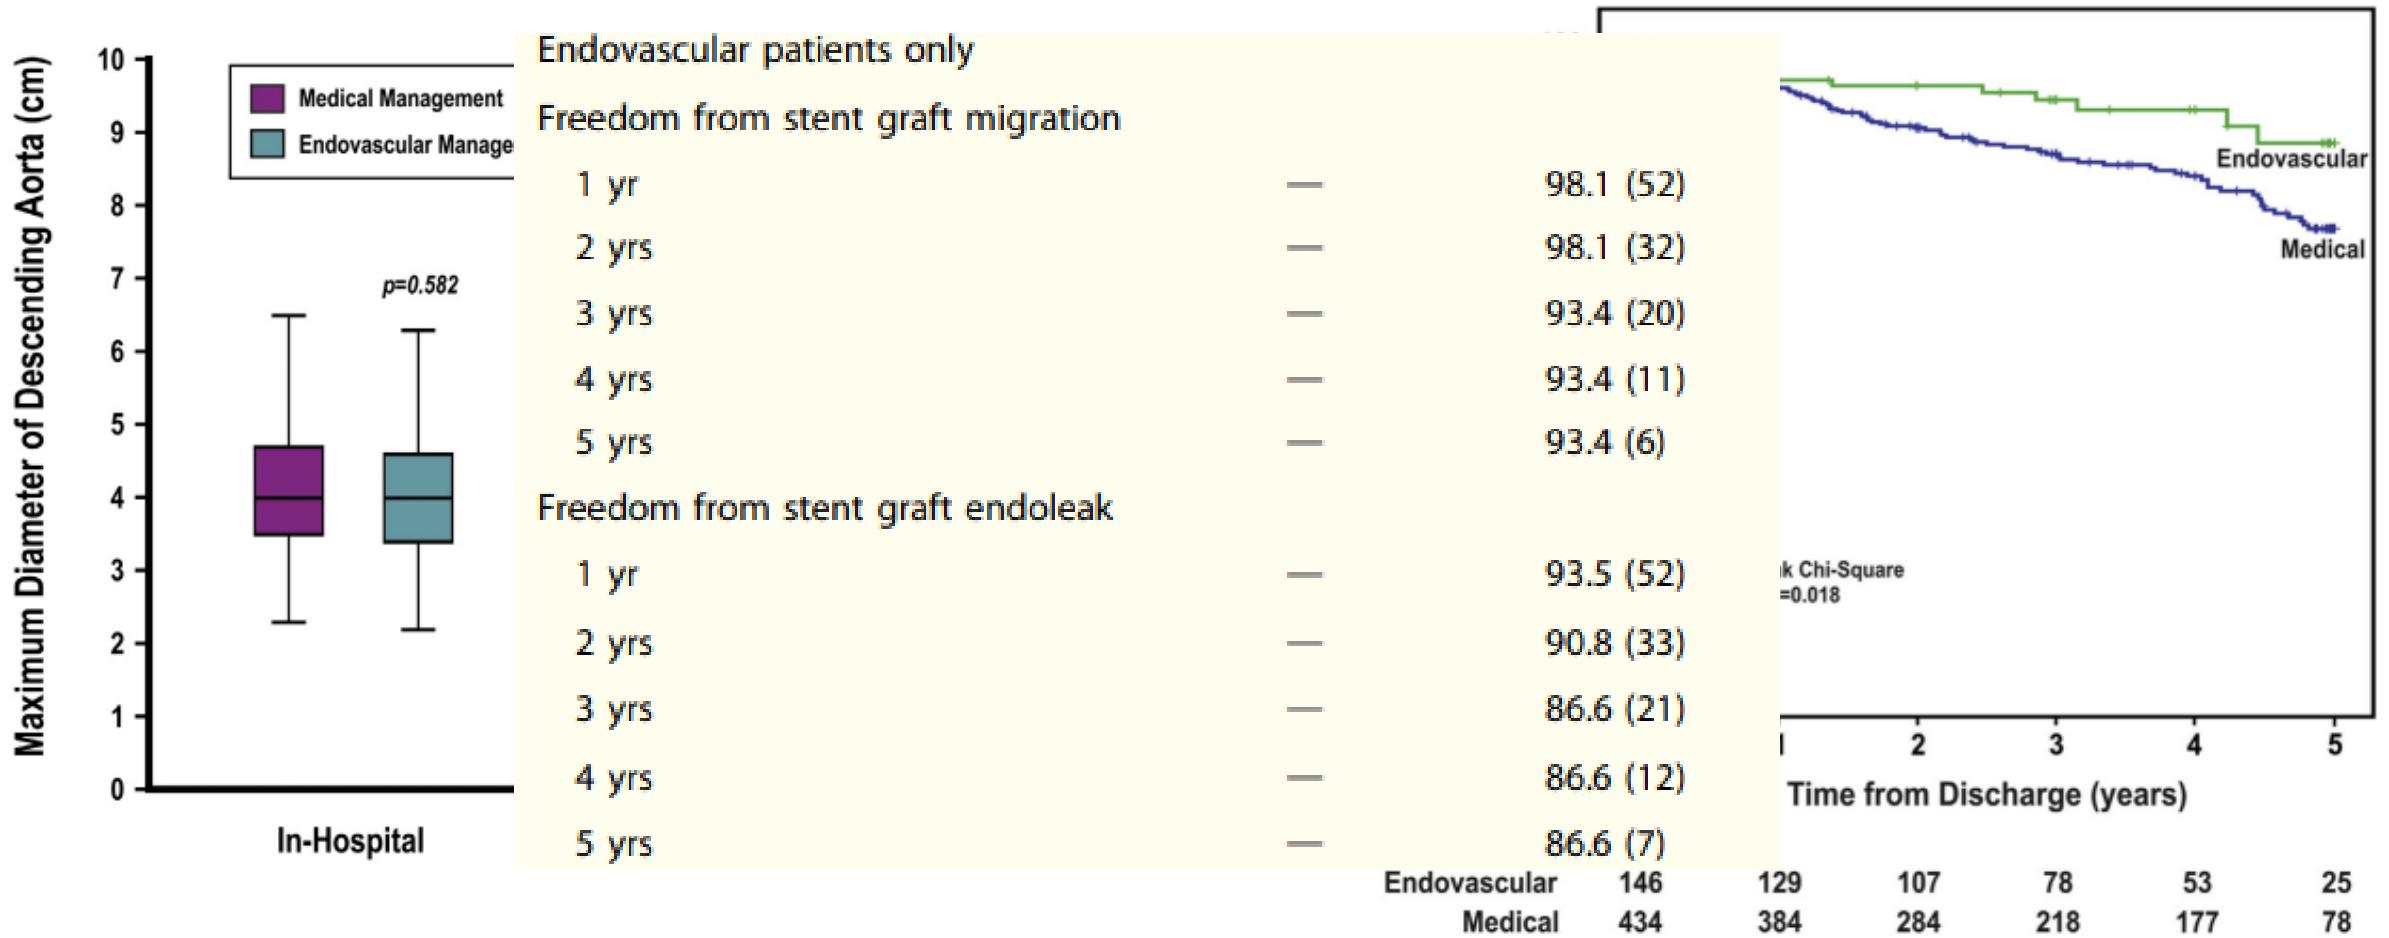 Maximum Diameter of Descending Aorta (cm)
10
9
8
7
6
5
4
3
2
1
0
Medical Management
Endovascular Manage
p=0.582
In-Hospital
Endovascular patients only
Freedom from stent graft migration
1 yr — 98.1 (52)
2 yrs — 98.1 (32)
3 yrs — 93.4 (20)
4 yrs — 93.4 (11)
5 yrs — 93.4 (6)
Freedom from stent graft endoleak
1 yr — 93.5 (52)
2 yrs — 90.8 (33)
3 yrs — 86.6 (21)
4 yrs — 86.6 (12)
5 yrs — 86.6 (7)
Endovascular
Medical
k Chi-Square
=0.018
1 2 3 4 5
Time from Discharge (years)
Endovascular 146 129 107 78 53 25
Medical 434 384 284 218 177 78